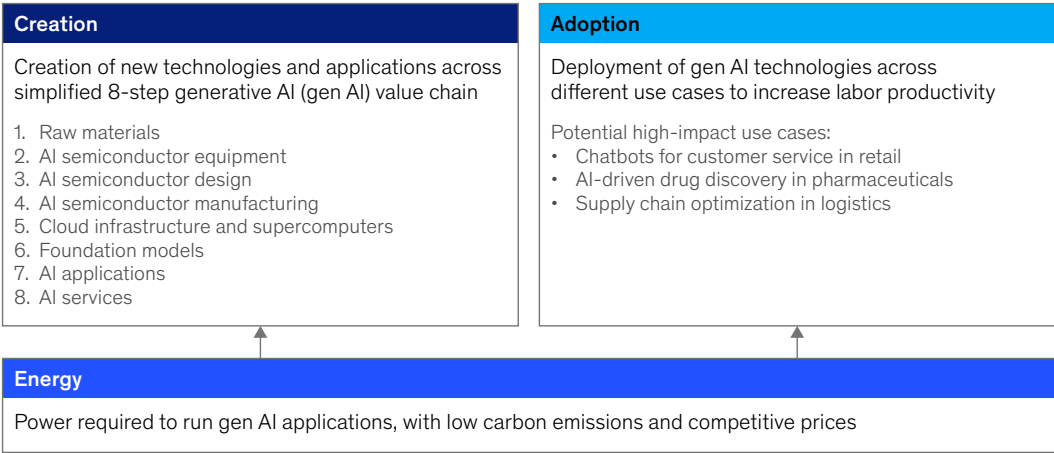 Creation
Creation of new technologies and applications across
simplified 8-step generative AI (gen AI) value chain
1. Raw materials
2. AI semiconductor equipment
3. AI semiconductor design
4. AI semiconductor manufacturing
5. Cloud infrastructure and supercomputers
6. Foundation models
7. AI applications
8. AI services
Adoption
Deployment of gen AI technologies across
different use cases to increase labor productivity
Potential high-impact use cases:
• Chatbots for customer service in retail
• AI-driven drug discovery in pharmaceuticals
• Supply chain optimization in logistics
Energy
Power required to run gen AI applications, with low carbon emissions and competitive prices